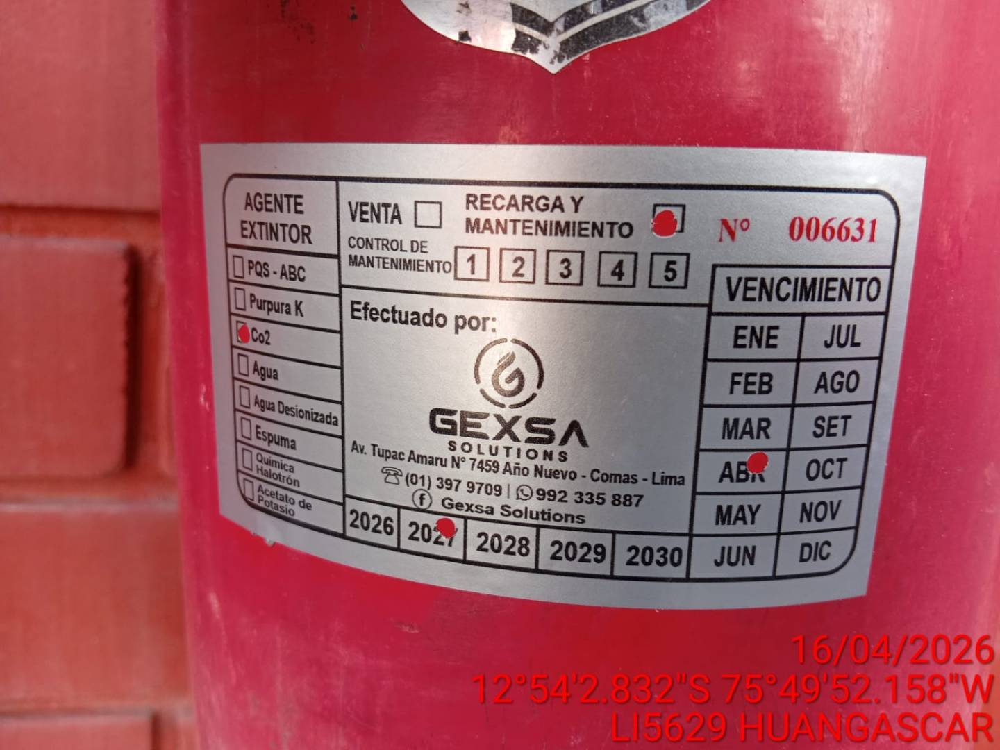 AGENTE
EXTINTOR
PQS - ABC
Purpura K
Co2
Agua
Agua Desionizada
Espuma
Quimica
Halotrón
Acetato de
Potasio
VENTA
RECARGA Y
MANTENIMIENTO
Nº 006631
CONTROL DE
MANTENIMIENTO 1 2 3 4 5
Efectuado por:
GEXSA
SOLUTIONS
Av. Tupac Amaru N° 7459 Año Nuevo - Comas - Lima
(01) 397 9709 | 992 335 887
Gexsa Solutions
2026 2027 2028 2029 2030
VENCIMIENTO
ENE JUL
FEB AGO
MAR SET
ABR OCT
MAY NOV
JUN DIC
16/04/2026
12°54'2.832"S 75°49'52.158"W
LI5629 HUANGASCAR